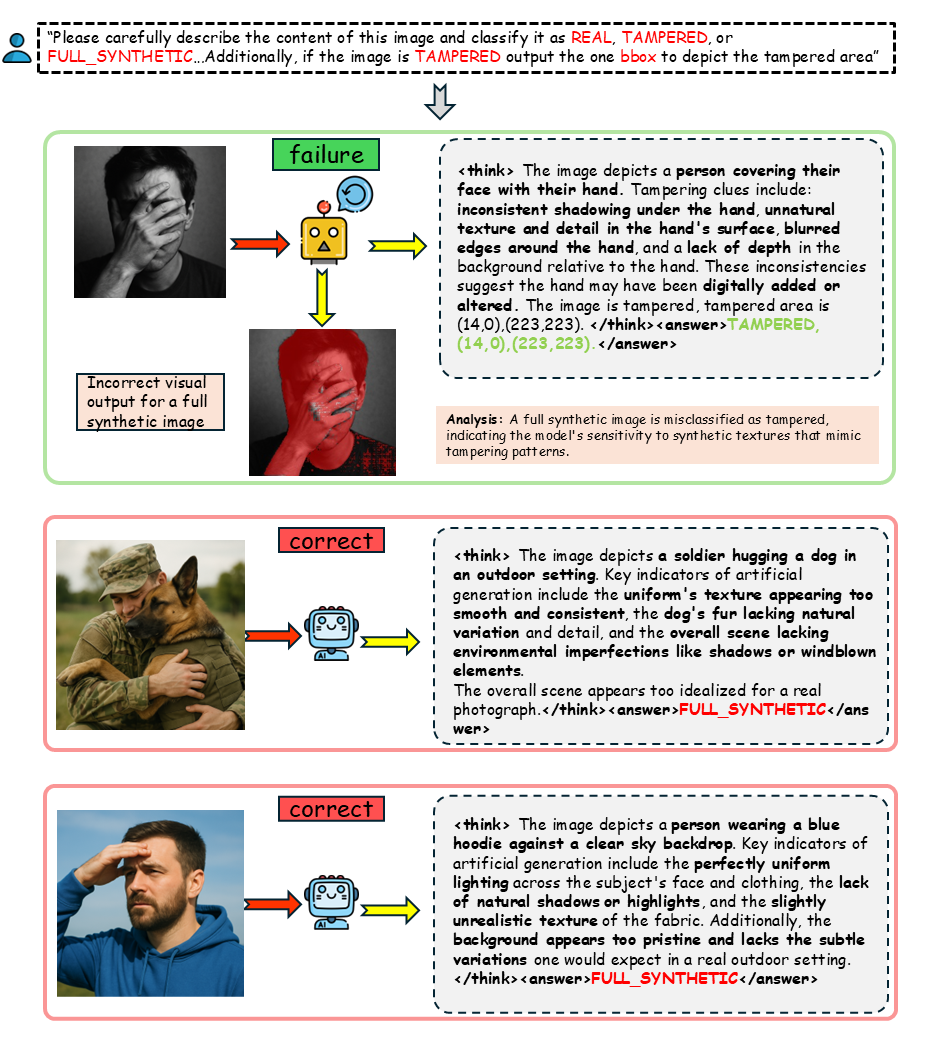 “Please carefully describe the content of this image and classify it as REAL, TAMPERED, or
FULL_SYNTHETIC...Additionally, if the image is TAMPERED output the one bbox to depict the tampered area”
failure
<think> The image depicts a person covering their
face with their hand. Tampering clues include:
inconsistent shadowing under the hand, unnatural
texture and detail in the hand's surface, blurred
edges around the hand, and a lack of depth in the
background relative to the hand. These inconsistencies
suggest the hand may have been digitally added or
altered. The image is tampered, tampered area is
(14,0),(223,223). </think><answer>TAMPERED,
(14,0),(223,223).</answer>
Incorrect visual
output for a full
synthetic image
Analysis: A full synthetic image is misclassified as tampered,
indicating the model's sensitivity to synthetic textures that mimic
tampering patterns.
correct
<think> The image depicts a soldier hugging a dog in
an outdoor setting. Key indicators of artificial
generation include the uniform's texture appearing too
smooth and consistent, the dog's fur lacking natural
variation and detail, and the overall scene lacking
environmental imperfections like shadows or windblown
elements.
The overall scene appears too idealized for a real
photograph.</think><answer>FULL_SYNTHETIC</ans
wer>
AI
correct
<think> The image depicts a person wearing a blue
hoodie against a clear sky backdrop. Key indicators of
artificial generation include the perfectly uniform
lighting across the subject's face and clothing, the lack
of natural shadows or highlights, and the slightly
unrealistic texture of the fabric. Additionally, the
background appears too pristine and lacks the subtle
variations one would expect in a real outdoor setting.
</think><answer>FULL_SYNTHETIC</answer>
AI